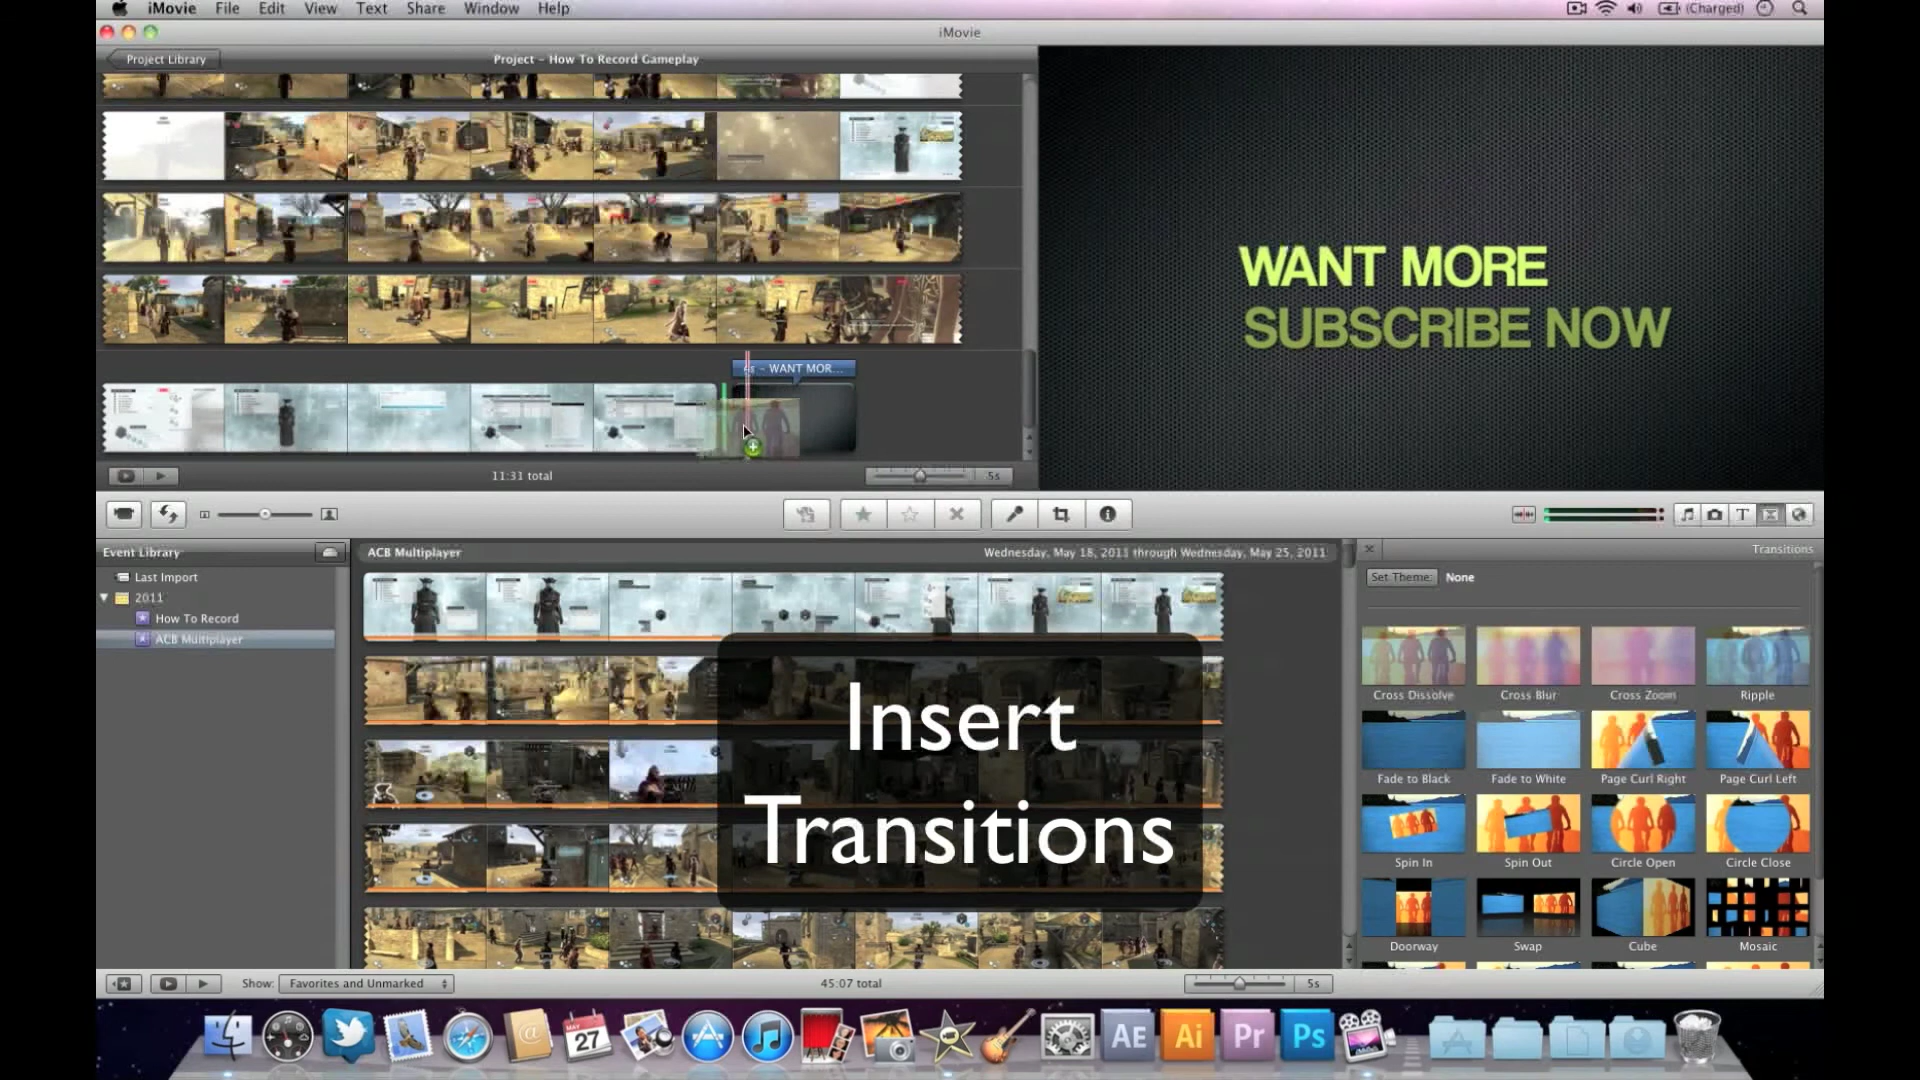 iMovie File Edit View Text Share Window Help
(Charged)
iMovie
Project Library
Project – How To Record Gameplay
– WANT MOR...
WANT MORE
SUBSCRIBE NOW
11:31 total
5s
Event Library
ACB Multiplayer
Wednesday, May 18, 2011 through Wednesday, May 25, 2011
Transitions
Last Import
2011
How To Record
ACB Multiplayer
Set Theme:
None
Cross Dissolve
Cross Blur
Cross Zoom
Ripple
Fade to Black
Fade to White
Page Curl Right
Page Curl Left
Spin In
Spin Out
Circle Open
Circle Close
Doorway
Swap
Cube
Mosaic
Insert
Transitions
Show:
Favorites and Unmarked
45:07 total
5s
MAY
27
AE
Ai
Pr
Ps